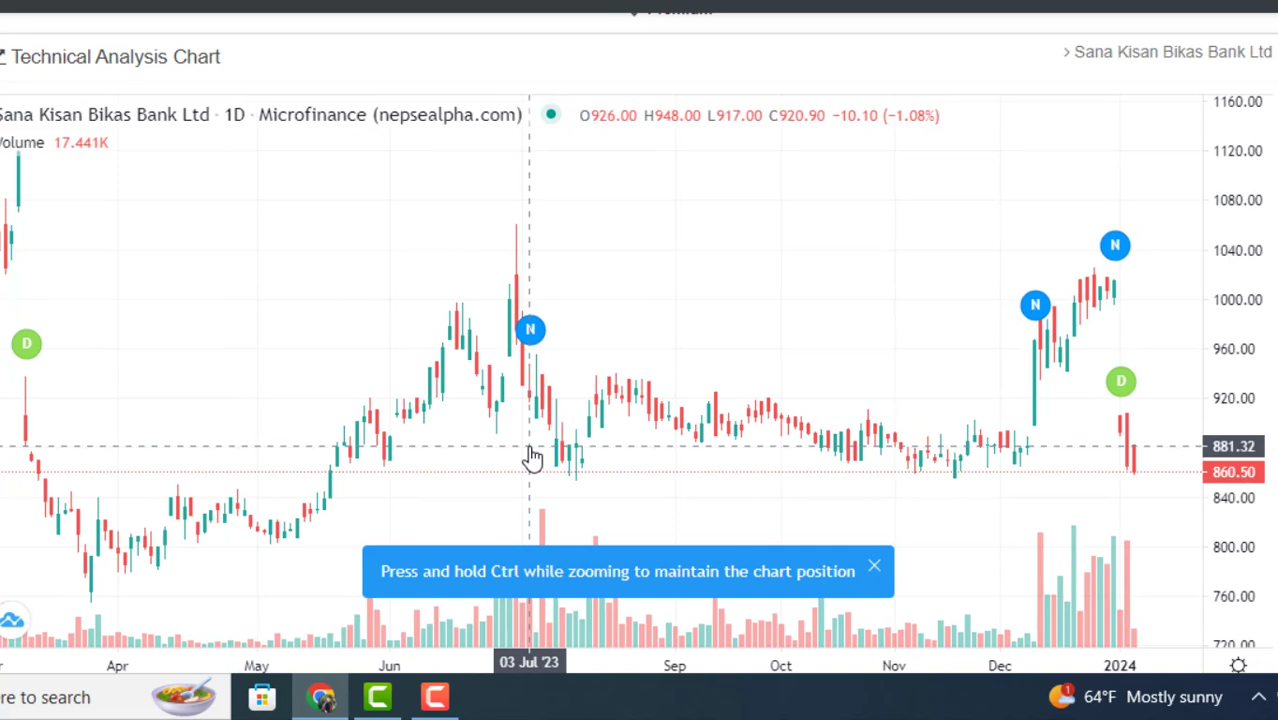 Technical Analysis Chart
> Sana Kisan Bikas Bank Ltd
Sana Kisan Bikas Bank Ltd · 1D · Microfinance (nepsealpha.com) O926.00 H948.00 L917.00 C920.90 −10.10 (−1.08%)
Volume 17.441K
1160.00
1120.00
1080.00
1040.00
1000.00
960.00
920.00
881.32
860.50
840.00
800.00
760.00
720.00
N
N
N
D
D
Press and hold Ctrl while zooming to maintain the chart position
Apr May Jun 03 Jul '23 Sep Oct Nov Dec 2024
re to search
1
64°F Mostly sunny